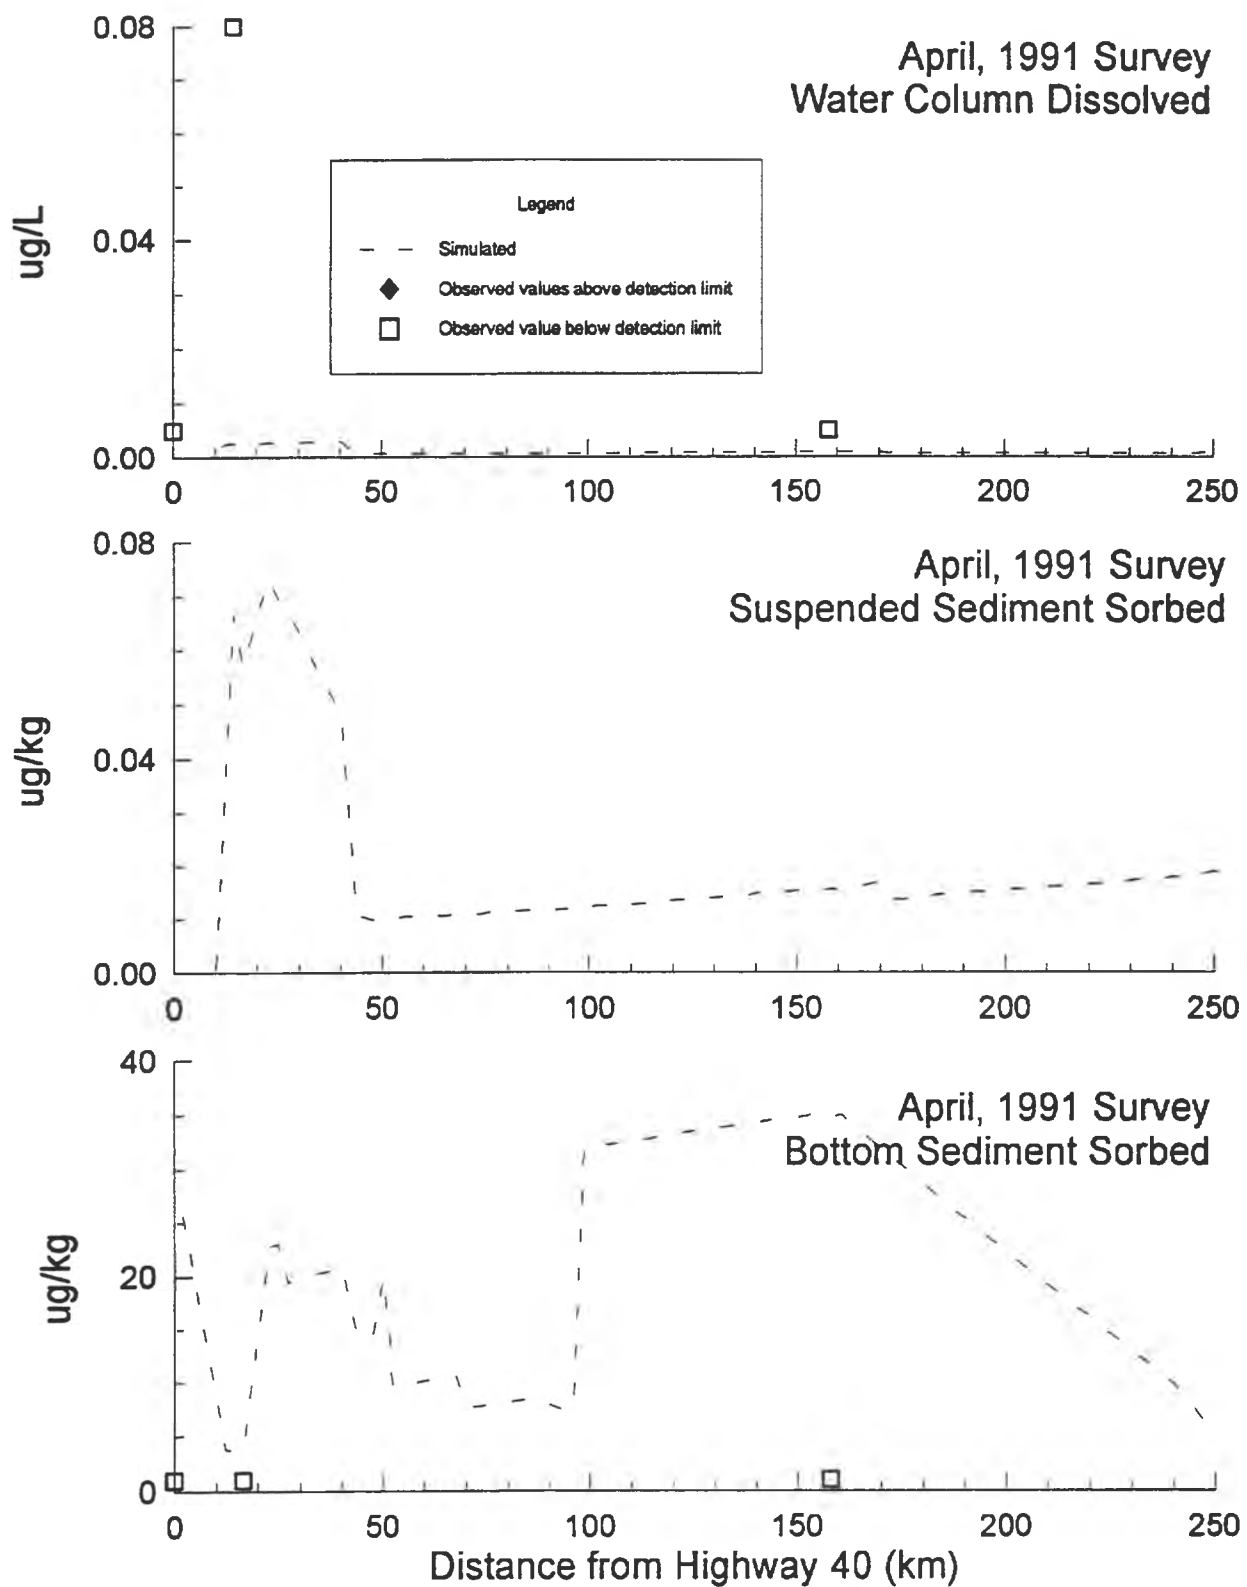 0.08
April, 1991 Survey
Water Column Dissolved
Legend
Simulated
Observed values above detection limit
Observed value below detection limit
ug/L
0.04
0.00
0 50 100 150 200 250
0.08
April, 1991 Survey
Suspended Sediment Sorbed
ug/kg
0.04
0.00
0 50 100 150 200 250
40
April, 1991 Survey
Bottom Sediment Sorbed
ug/kg
20
0
0 50 100 150 200 250
Distance from Highway 40 (km)